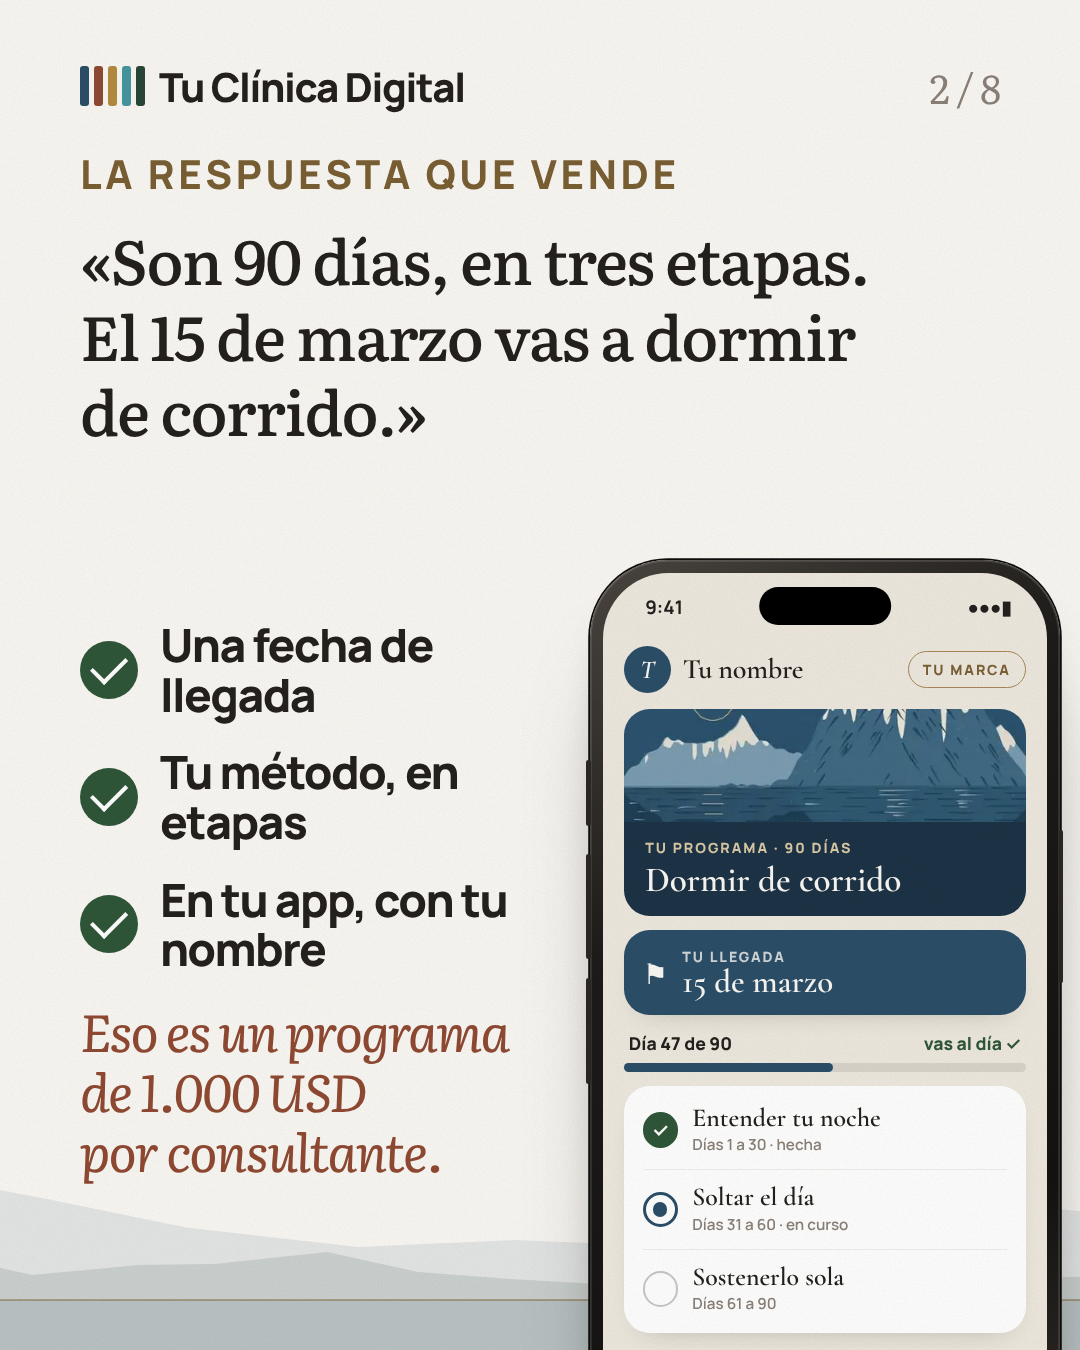 Tu Clínica Digital
2/8
LA RESPUESTA QUE VENDE
«Son 90 días, en tres etapas.
El 15 de marzo vas a dormir
de corrido.»
Una fecha de
llegada
Tu método, en
etapas
En tu app, con tu
nombre
Eso es un programa
de 1.000 USD
por consultante.
9:41
T
Tu nombre
TU MARCA
TU PROGRAMA · 90 DÍAS
Dormir de corrido
TU LLEGADA
15 de marzo
Día 47 de 90
vas al día ✓
Entender tu noche
Días 1 a 30 · hecha
Soltar el día
Días 31 a 60 · en curso
Sostenerlo sola
Días 61 a 90